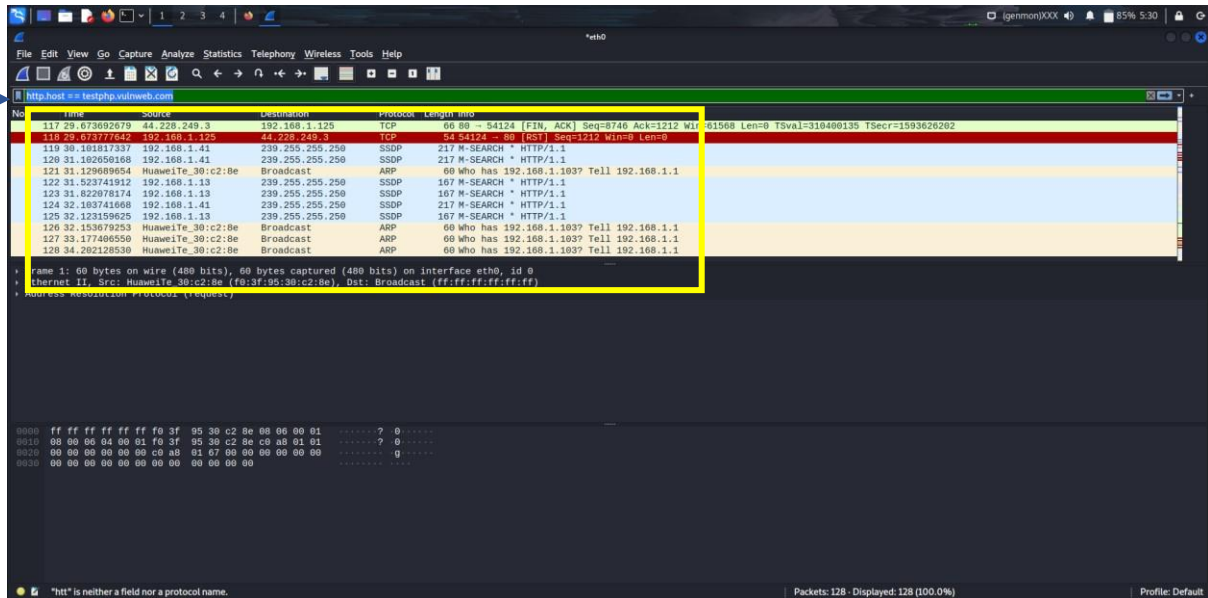 1 2 3 4
(genmon)XXX 85% 5:30
*eth0
File Edit View Go Capture Analyze Statistics Telephony Wireless Tools Help
http.host == testphp.vulnweb.com
No Time Source Destination Protocol Length Info
117 29.673692679 44.228.249.3 192.168.1.125 TCP 66 80 → 54124 [FIN, ACK] Seq=8746 Ack=1212 Win=61568 Len=0 TSval=310400135 TSecr=1593626202
118 29.673777642 192.168.1.125 44.228.249.3 TCP 54 54124 → 80 [RST] Seq=1212 Win=0 Len=0
119 30.101817337 192.168.1.41 239.255.255.250 SSDP 217 M-SEARCH * HTTP/1.1
120 31.102650168 192.168.1.41 239.255.255.250 SSDP 217 M-SEARCH * HTTP/1.1
121 31.129689654 HuaweiTe_30:c2:8e Broadcast ARP 60 Who has 192.168.1.103? Tell 192.168.1.1
122 31.523741912 192.168.1.13 239.255.255.250 SSDP 167 M-SEARCH * HTTP/1.1
123 31.822078174 192.168.1.13 239.255.255.250 SSDP 167 M-SEARCH * HTTP/1.1
124 32.103741668 192.168.1.41 239.255.255.250 SSDP 217 M-SEARCH * HTTP/1.1
125 32.123159625 192.168.1.13 239.255.255.250 SSDP 167 M-SEARCH * HTTP/1.1
126 32.153679253 HuaweiTe_30:c2:8e Broadcast ARP 60 Who has 192.168.1.103? Tell 192.168.1.1
127 33.177406550 HuaweiTe_30:c2:8e Broadcast ARP 60 Who has 192.168.1.103? Tell 192.168.1.1
128 34.202128530 HuaweiTe_30:c2:8e Broadcast ARP 60 Who has 192.168.1.103? Tell 192.168.1.1
rame 1: 60 bytes on wire (480 bits), 60 bytes captured (480 bits) on interface eth0, id 0
thernet II, Src: HuaweiTe_30:c2:8e (f0:3f:95:30:c2:8e), Dst: Broadcast (ff:ff:ff:ff:ff:ff)
Address Resolution Protocol (request)
0000 ff ff ff ff ff ff f0 3f 95 30 c2 8e 08 06 00 01 ·······? ·0······
0010 08 00 06 04 00 01 f0 3f 95 30 c2 8e c0 a8 01 01 ·······? ·0······
0020 00 00 00 00 00 00 c0 a8 01 67 00 00 00 00 00 00 ········ ·g······
0030 00 00 00 00 00 00 00 00 00 00 00 00 ········ ····
"htt" is neither a field nor a protocol name. Packets: 128 · Displayed: 128 (100.0%) Profile: Default